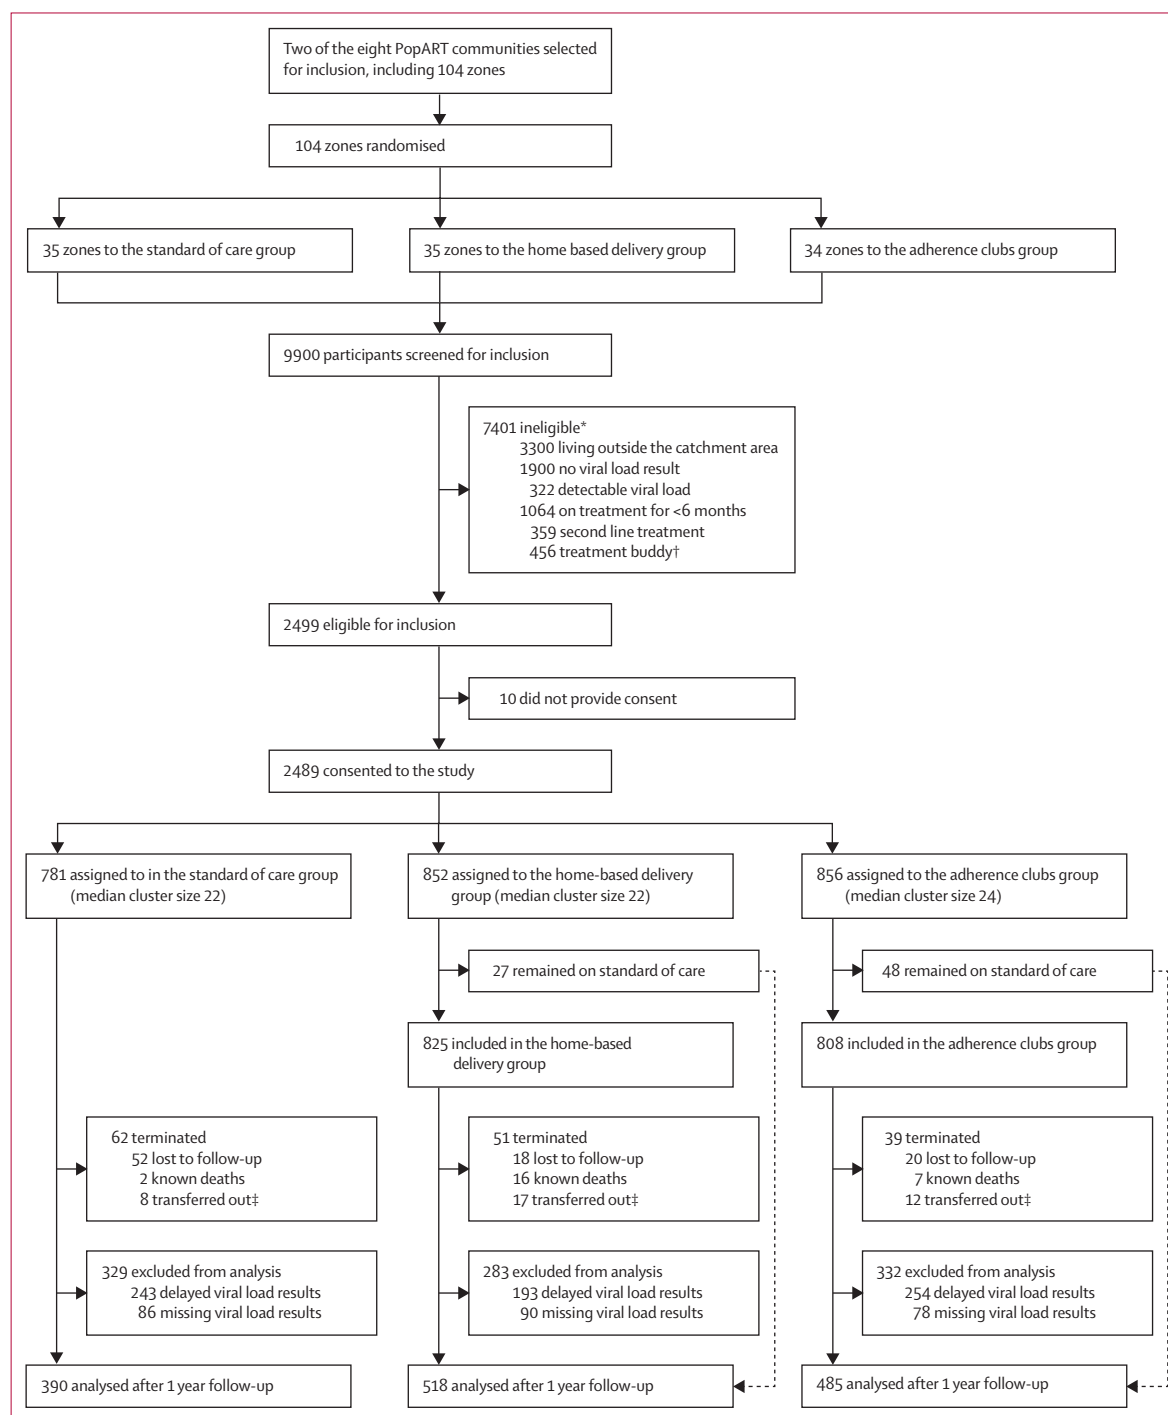 Two of the eight PopART communities selected
for inclusion, including 104 zones
104 zones randomised
35 zones to the standard of care group
35 zones to the home based delivery group
34 zones to the adherence clubs group
9900 participants screened for inclusion
7401 ineligible*
3300 living outside the catchment area
1900 no viral load result
322 detectable viral load
1064 on treatment for <6 months
359 second line treatment
456 treatment buddy†
2499 eligible for inclusion
10 did not provide consent
2489 consented to the study
781 assigned to in the standard of care group
(median cluster size 22)
852 assigned to the home-based delivery
group (median cluster size 22)
856 assigned to the adherence clubs group
(median cluster size 24)
27 remained on standard of care
48 remained on standard of care
825 included in the home-based
delivery group
808 included in the adherence clubs group
62 terminated
52 lost to follow-up
2 known deaths
8 transferred out‡
51 terminated
18 lost to follow-up
16 known deaths
17 transferred out‡
39 terminated
20 lost to follow-up
7 known deaths
12 transferred out‡
329 excluded from analysis
243 delayed viral load results
86 missing viral load results
283 excluded from analysis
193 delayed viral load results
90 missing viral load results
332 excluded from analysis
254 delayed viral load results
78 missing viral load results
390 analysed after 1 year follow-up
518 analysed after 1 year follow-up
485 analysed after 1 year follow-up